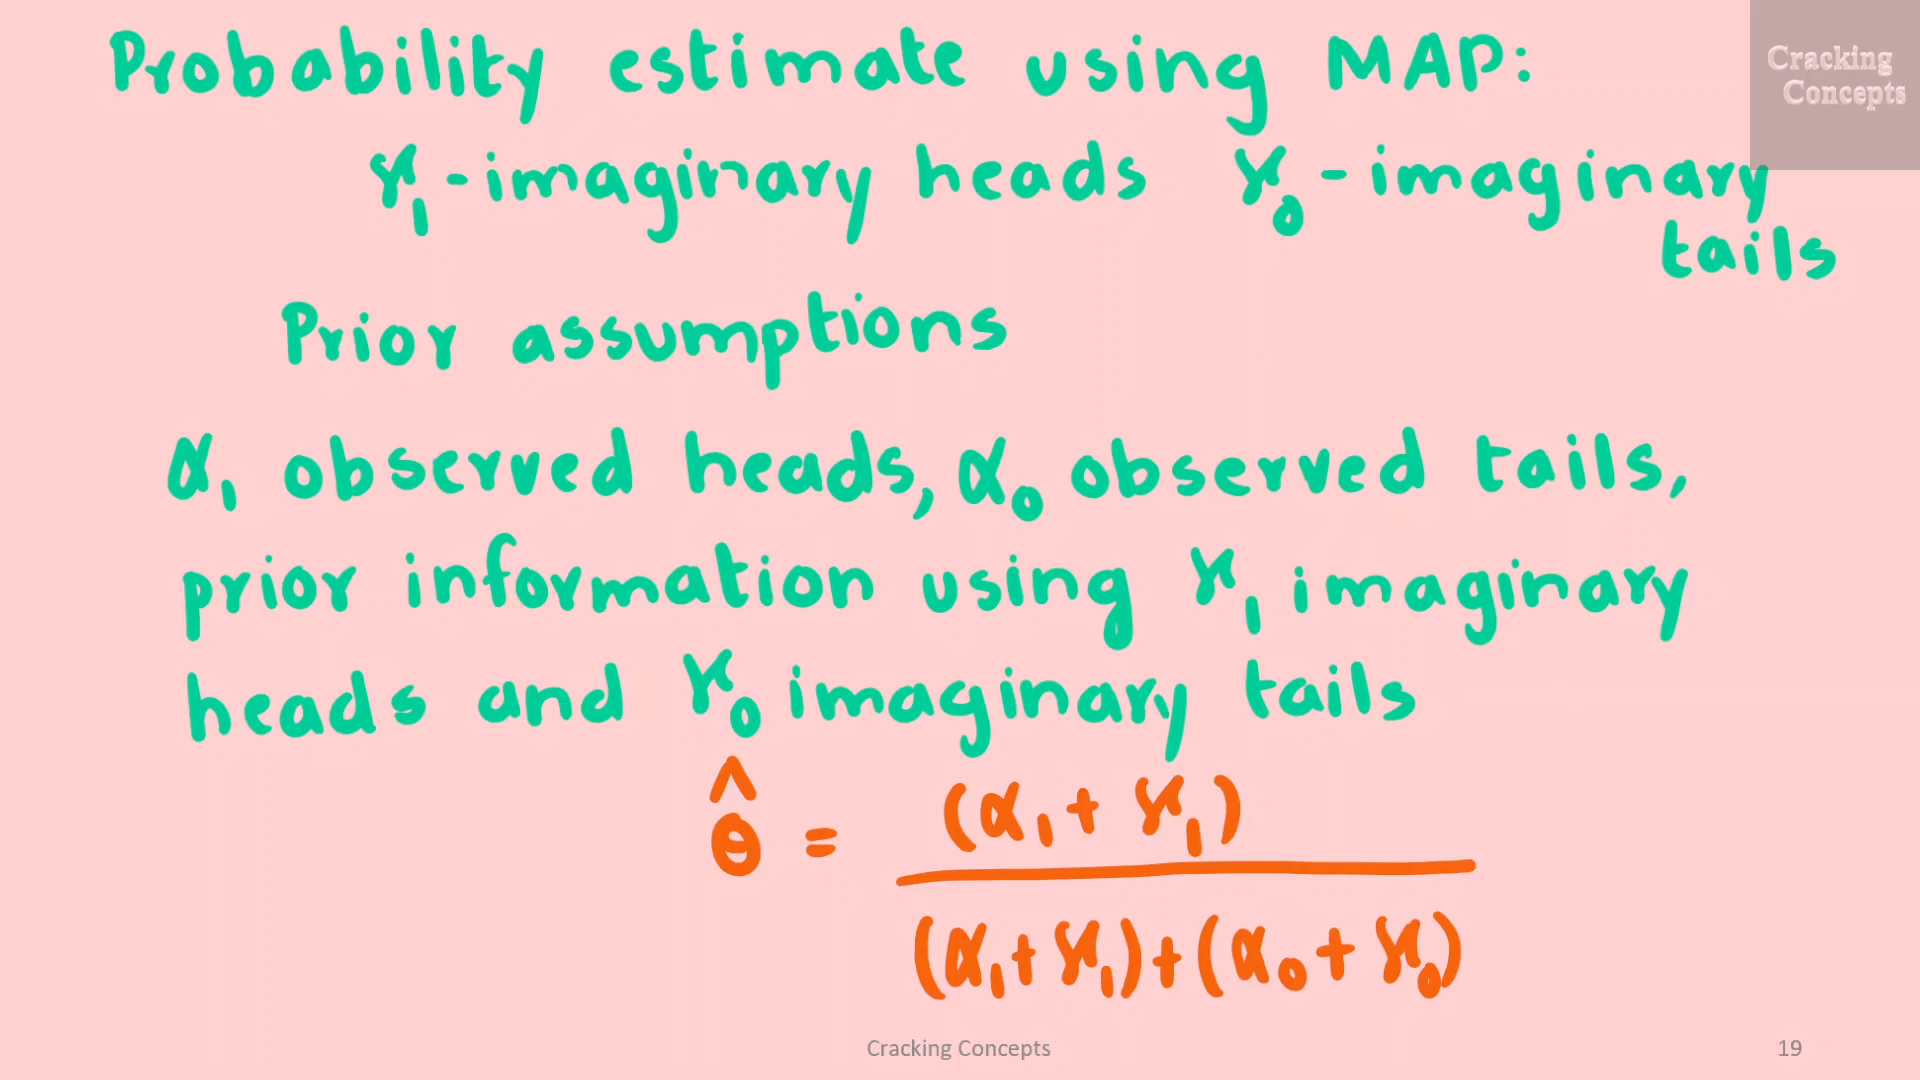 Probability estimate using MAP:
Cracking
Concepts
γ₁ - imaginary heads γ₀ - imaginary
tails
Prior assumptions
α₁ observed heads, α₀ observed tails,
prior information using γ₁ imaginary
heads and γ₀ imaginary tails
θ̂ = (α₁ + γ₁)
(α₁ + γ₁) + (α₀ + γ₀)
Cracking Concepts 19